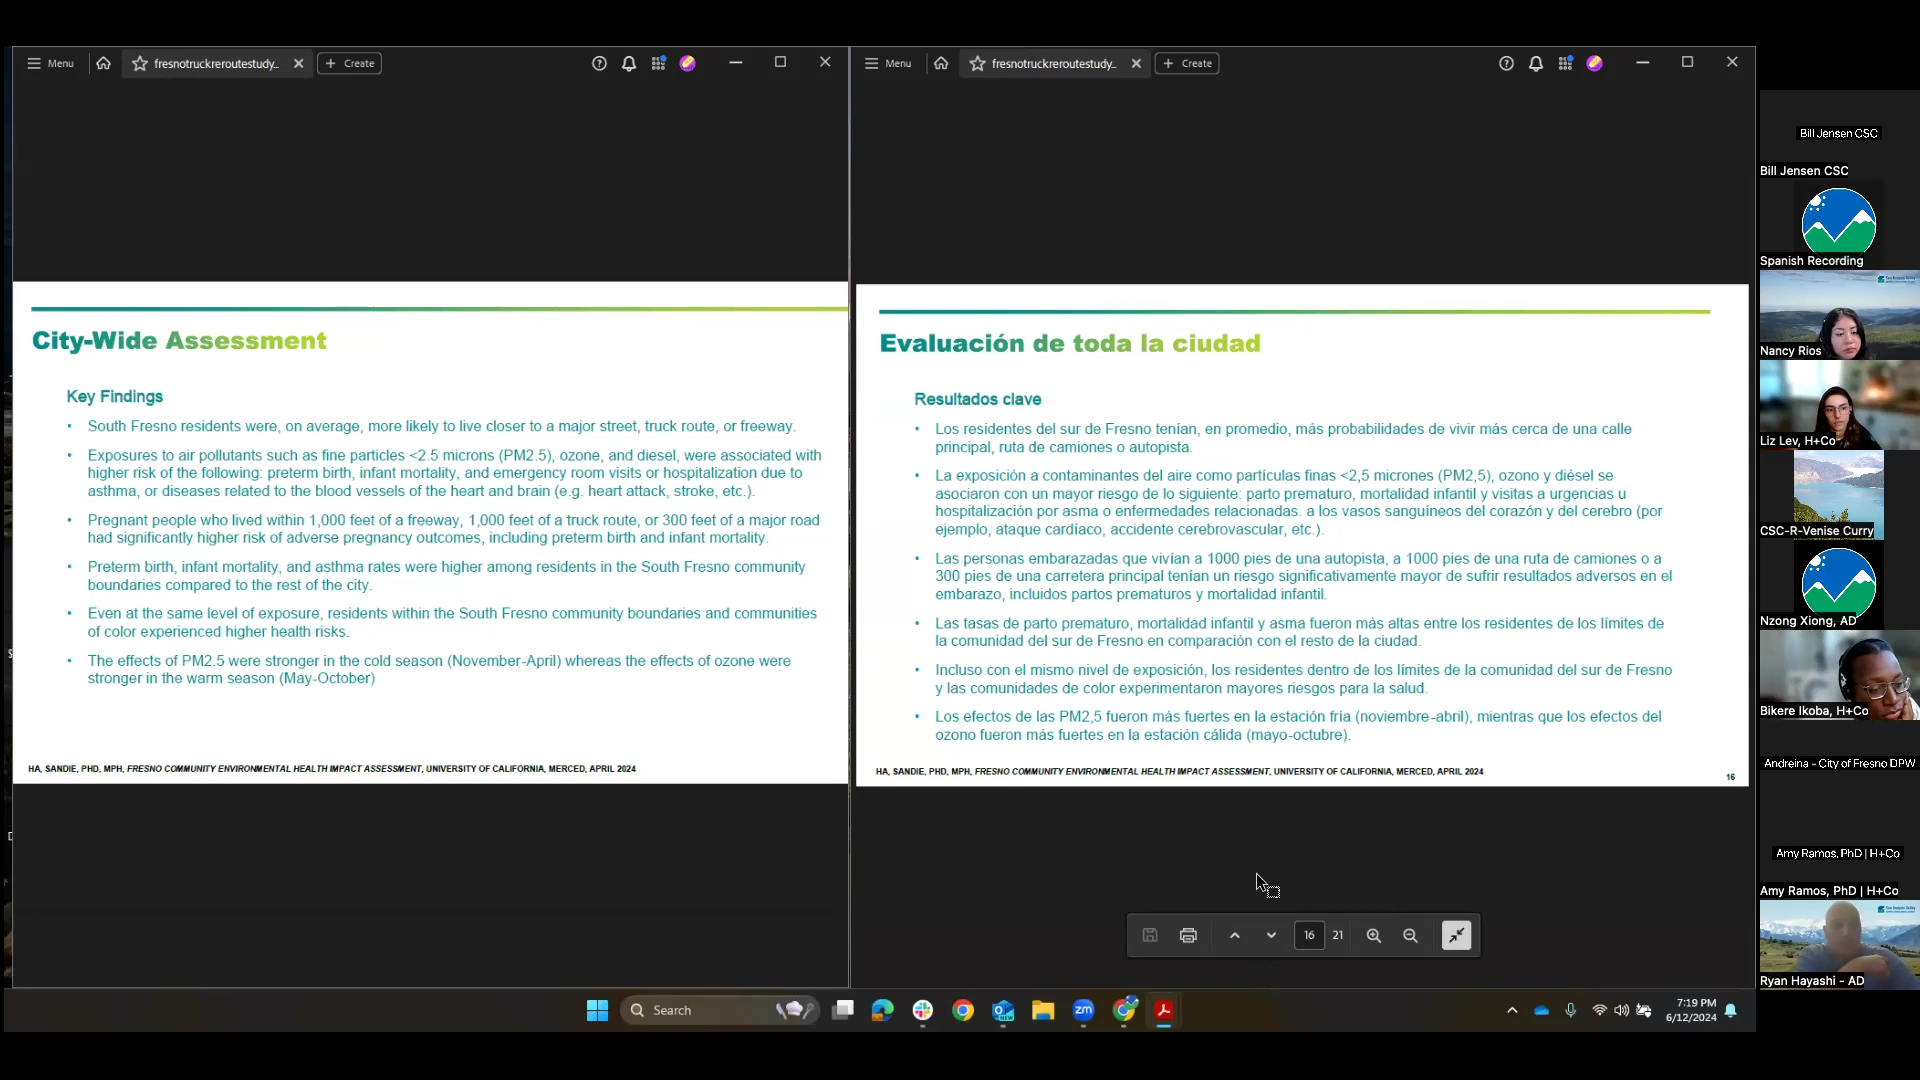 Menu
fresnotruckreroutestudy...
Create
City-Wide Assessment
Key Findings
• South Fresno residents were, on average, more likely to live closer to a major street, truck route, or freeway.
• Exposures to air pollutants such as fine particles <2.5 microns (PM2.5), ozone, and diesel, were associated with
higher risk of the following: preterm birth, infant mortality, and emergency room visits or hospitalization due to
asthma, or diseases related to the blood vessels of the heart and brain (e.g. heart attack, stroke, etc.).
• Pregnant people who lived within 1,000 feet of a freeway, 1,000 feet of a truck route, or 300 feet of a major road
had significantly higher risk of adverse pregnancy outcomes, including preterm birth and infant mortality.
• Preterm birth, infant mortality, and asthma rates were higher among residents in the South Fresno community
boundaries compared to the rest of the city.
• Even at the same level of exposure, residents within the South Fresno community boundaries and communities
of color experienced higher health risks.
• The effects of PM2.5 were stronger in the cold season (November-April) whereas the effects of ozone were
stronger in the warm season (May-October)
HA, SANDIE, PHD, MPH, FRESNO COMMUNITY ENVIRONMENTAL HEALTH IMPACT ASSESSMENT, UNIVERSITY OF CALIFORNIA, MERCED, APRIL 2024
Menu
fresnotruckreroutestudy...
Create
Evaluación de toda la ciudad
Resultados clave
• Los residentes del sur de Fresno tenían, en promedio, más probabilidades de vivir más cerca de una calle
principal, ruta de camiones o autopista.
• La exposición a contaminantes del aire como partículas finas <2,5 micrones (PM2,5), ozono y diésel se
asociaron con un mayor riesgo de lo siguiente: parto prematuro, mortalidad infantil y visitas a urgencias u
hospitalización por asma o enfermedades relacionadas. a los vasos sanguíneos del corazón y del cerebro (por
ejemplo, ataque cardíaco, accidente cerebrovascular, etc.).
• Las personas embarazadas que vivían a 1000 pies de una autopista, a 1000 pies de una ruta de camiones o a
300 pies de una carretera principal tenían un riesgo significativamente mayor de sufrir resultados adversos en el
embarazo, incluidos partos prematuros y mortalidad infantil.
• Las tasas de parto prematuro, mortalidad infantil y asma fueron más altas entre los residentes de los límites de
la comunidad del sur de Fresno en comparación con el resto de la ciudad.
• Incluso con el mismo nivel de exposición, los residentes dentro de los límites de la comunidad del sur de Fresno
y las comunidades de color experimentaron mayores riesgos para la salud.
• Los efectos de las PM2,5 fueron más fuertes en la estación fría (noviembre-abril), mientras que los efectos del
ozono fueron más fuertes en la estación cálida (mayo-octubre).
HA, SANDIE, PHD, MPH, FRESNO COMMUNITY ENVIRONMENTAL HEALTH IMPACT ASSESSMENT, UNIVERSITY OF CALIFORNIA, MERCED, APRIL 2024
16
16 21
Search
7:19 PM
6/12/2024
Bill Jensen CSC
Bill Jensen CSC
Spanish Recording
Nancy Rios
Liz Lev, H+Co
CSC-R-Venise Curry
Nzong Xiong, AD
Bikere Ikoba, H+Co
Andreina - City of Fresno DPW
Amy Ramos, PhD | H+Co
Amy Ramos, PhD | H+Co
Ryan Hayashi - AD